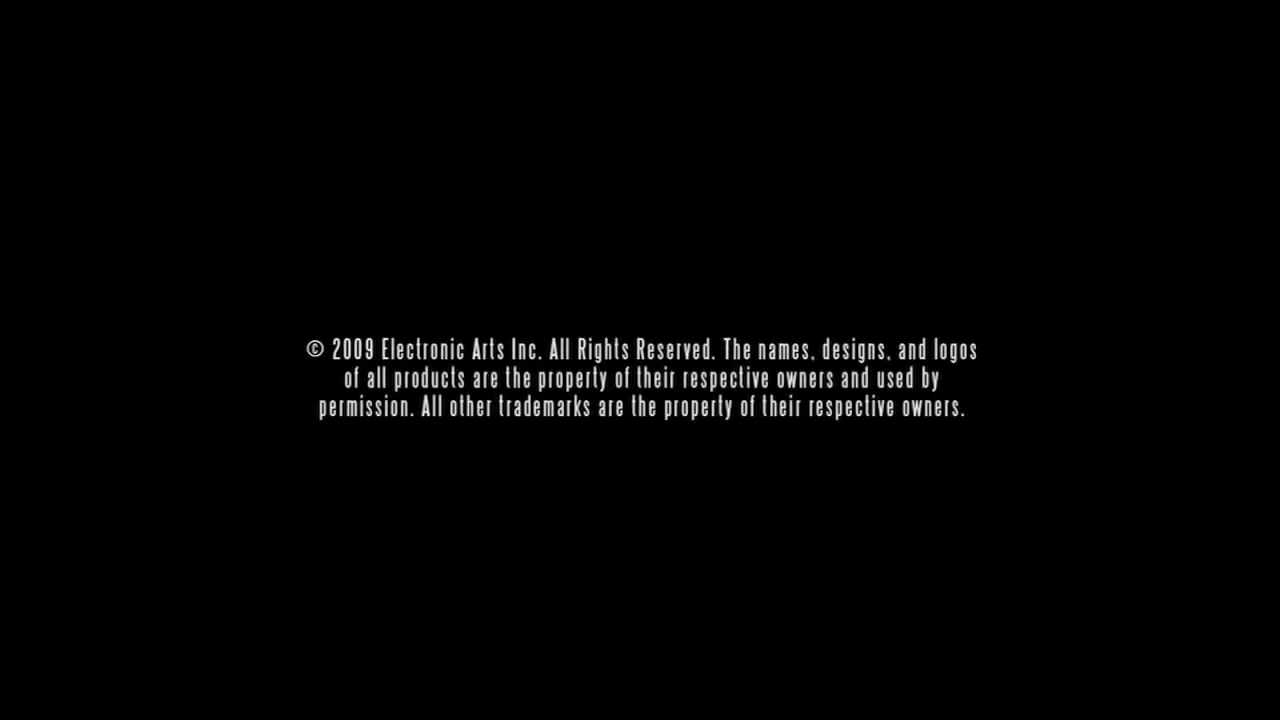 © 2009 Electronic Arts Inc. All Rights Reserved. The names, designs, and logos
of all products are the property of their respective owners and used by
permission. All other trademarks are the property of their respective owners.